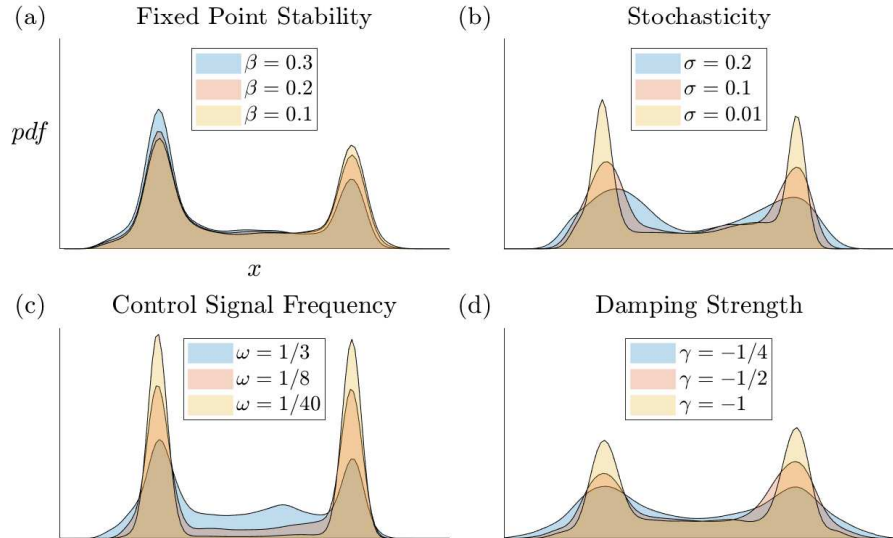 (a) Fixed Point Stability
β = 0.3
β = 0.2
β = 0.1
pdf
x
(b) Stochasticity
σ = 0.2
σ = 0.1
σ = 0.01
(c) Control Signal Frequency
ω = 1/3
ω = 1/8
ω = 1/40
(d) Damping Strength
γ = −1/4
γ = −1/2
γ = −1